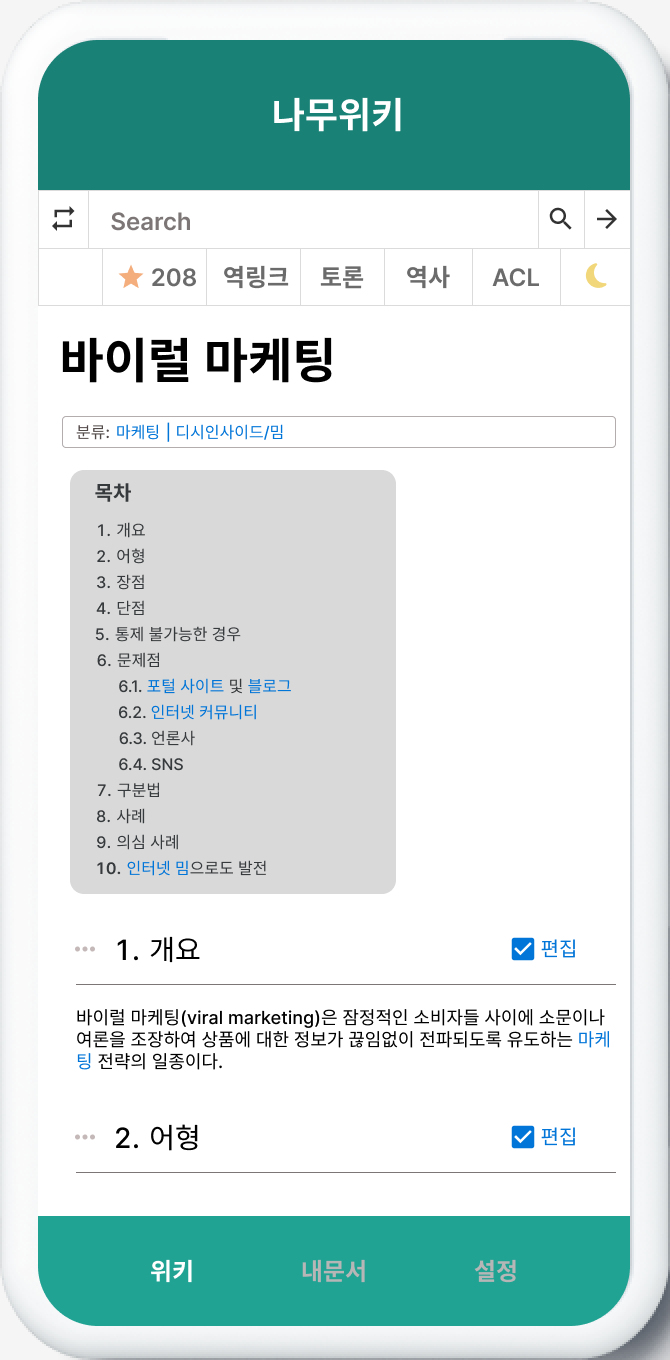 나무위키
Search
208 역링크 토론 역사 ACL
바이럴 마케팅
분류: 마케팅 | 디시인사이드/밈
목차
1. 개요
2. 어형
3. 장점
4. 단점
5. 통제 불가능한 경우
6. 문제점
6.1. 포털 사이트 및 블로그
6.2. 인터넷 커뮤니티
6.3. 언론사
6.4. SNS
7. 구분법
8. 사례
9. 의심 사례
10. 인터넷 밈으로도 발전
1. 개요 편집
바이럴 마케팅(viral marketing)은 잠정적인 소비자들 사이에 소문이나
여론을 조장하여 상품에 대한 정보가 끊임없이 전파되도록 유도하는 마케
팅 전략의 일종이다.
2. 어형 편집
위키 내문서 설정